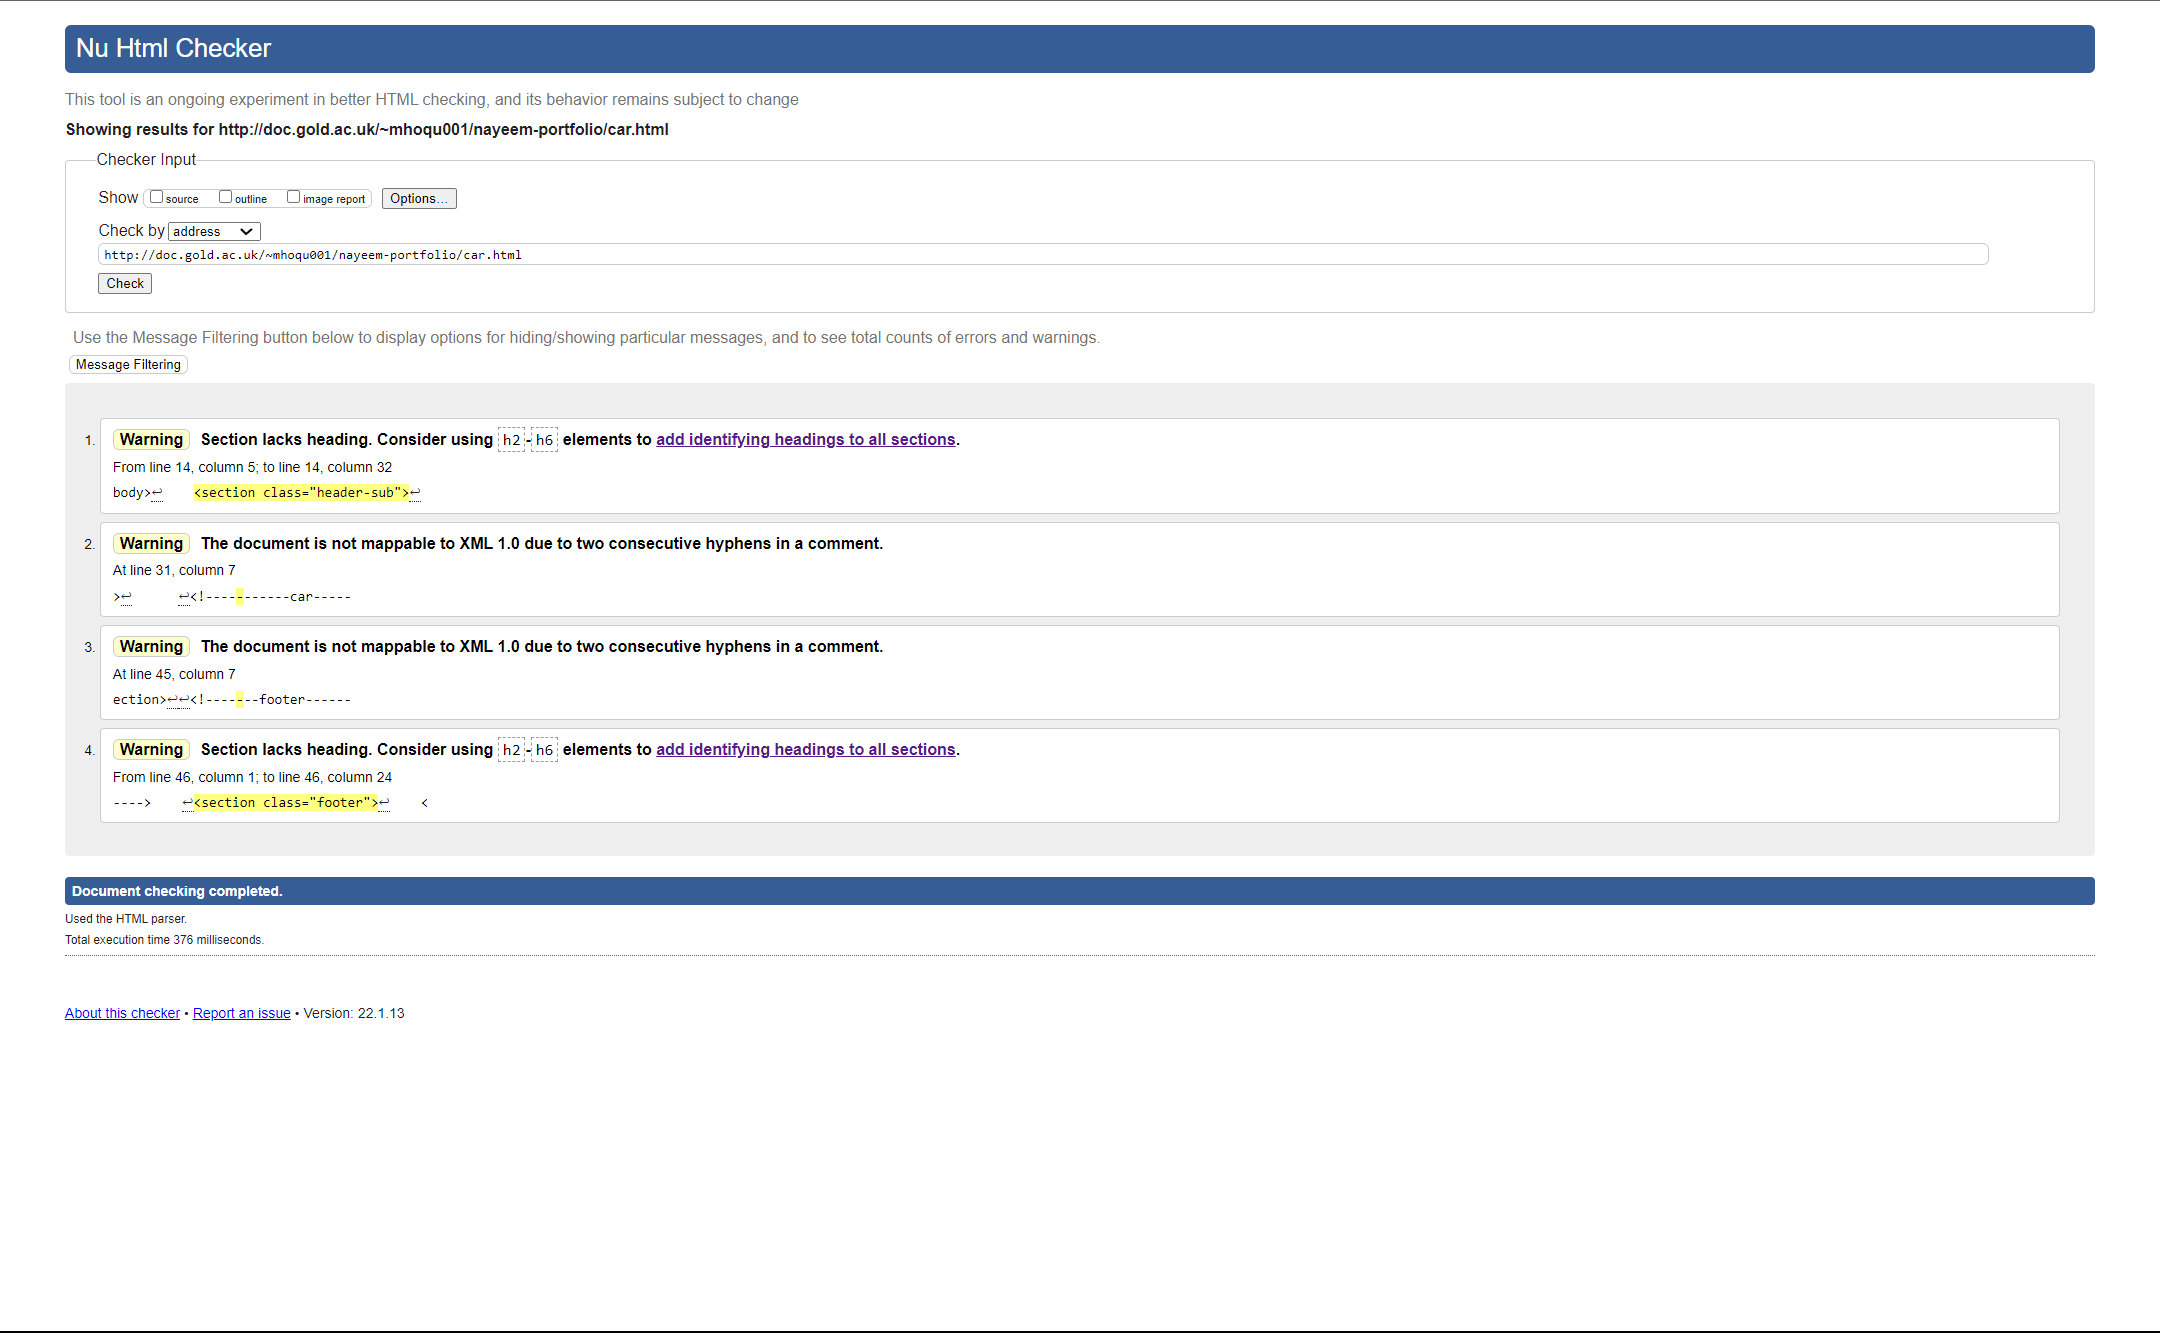 Nu Html Checker
This tool is an ongoing experiment in better HTML checking, and its behavior remains subject to change
Showing results for http://doc.gold.ac.uk/~mhoqu001/nayeem-portfolio/car.html
Checker Input
Show source outline image report Options...
Check by address
http://doc.gold.ac.uk/~mhoqu001/nayeem-portfolio/car.html
Check
Use the Message Filtering button below to display options for hiding/showing particular messages, and to see total counts of errors and warnings.
Message Filtering
1. Warning Section lacks heading. Consider using h2-h6 elements to add identifying headings to all sections.
From line 14, column 5; to line 14, column 32
body>↩ <section class="header-sub">↩
2. Warning The document is not mappable to XML 1.0 due to two consecutive hyphens in a comment.
At line 31, column 7
>↩ ↩<!-----------car-----
3. Warning The document is not mappable to XML 1.0 due to two consecutive hyphens in a comment.
At line 45, column 7
ection>↩↩<!-------footer------
4. Warning Section lacks heading. Consider using h2-h6 elements to add identifying headings to all sections.
From line 46, column 1; to line 46, column 24
----> ↩<section class="footer">↩ <
Document checking completed.
Used the HTML parser.
Total execution time 376 milliseconds.
About this checker • Report an issue • Version: 22.1.13